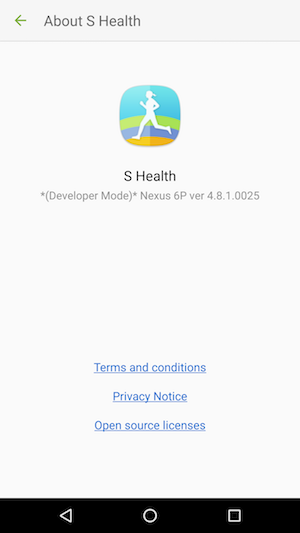 About S Health
S Health
*(Developer Mode)* Nexus 6P ver 4.8.1.0025
Terms and conditions
Privacy Notice
Open source licenses